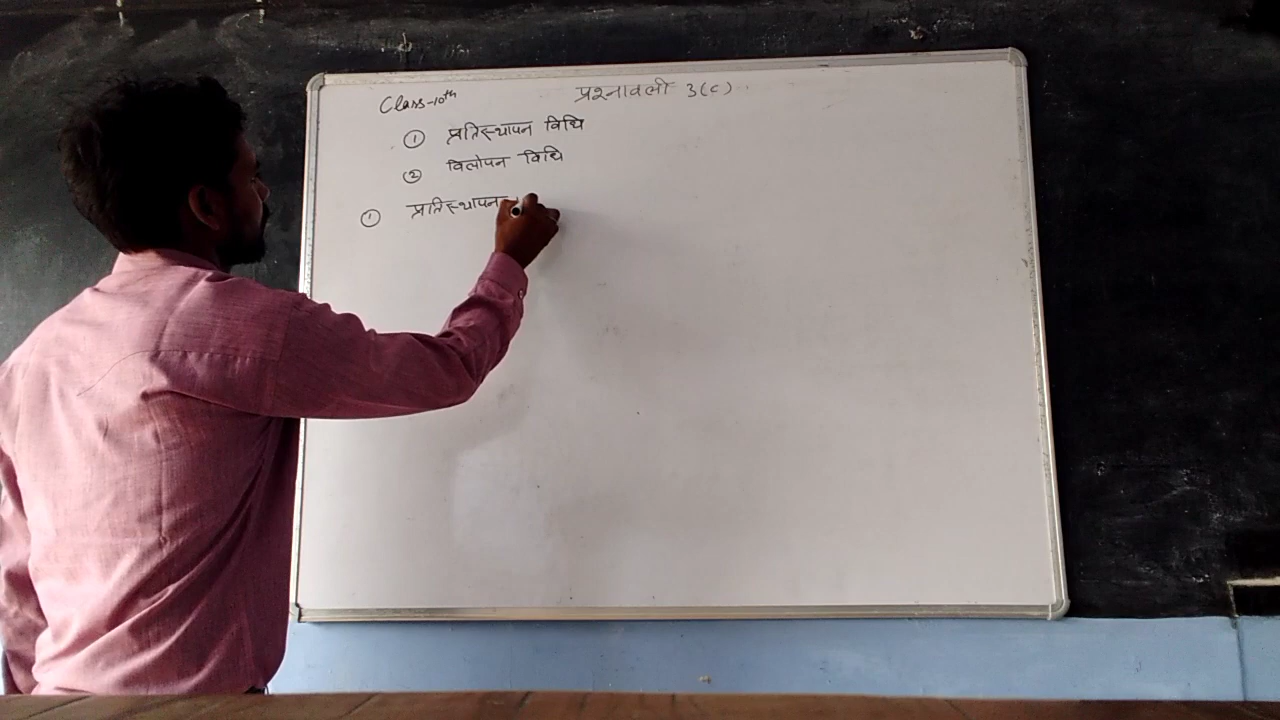 Class-10th
प्रश्नावली 3(c)
① प्रतिस्थापन विधि
② विलोपन विधि
① प्रतिस्थापन